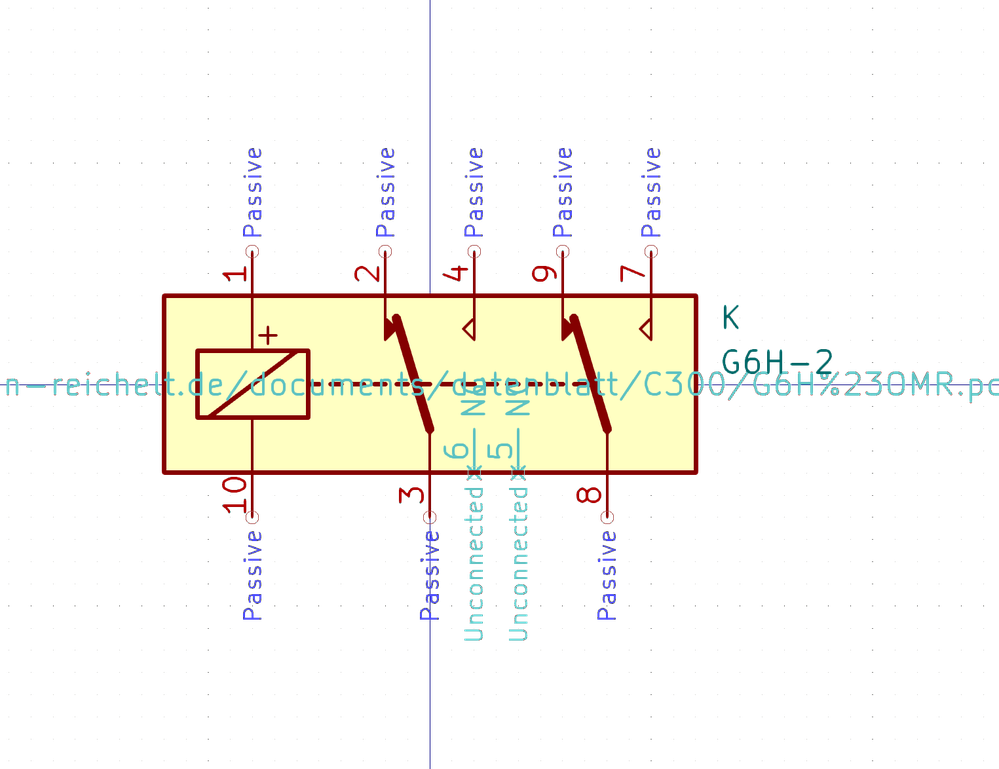 Passive Passive Passive Passive Passive
1 2 4 9 7
K
+
G6H-2
n-reichelt.de/documents/datenblatt/C300/G6H%23OMR.pd
NC NC
6 5
10 3 8
Passive Passive Unconnected Unconnected Passive